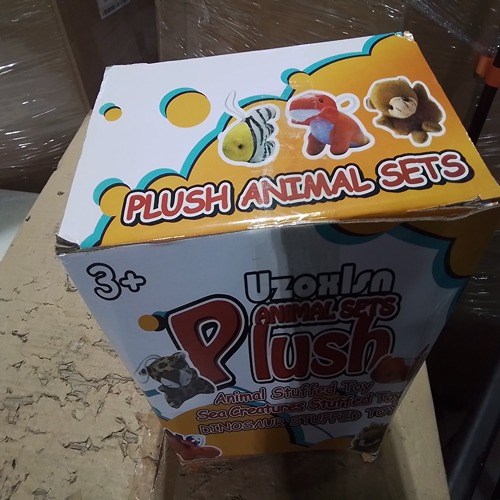 PLUSH ANIMAL SETS
3+
Uzoxlsn
ANIMAL SETS
Plush
Animal Stuffed Toy
Sea Creatures Stuffed Toy
DINOSAUR STUFFED TOY